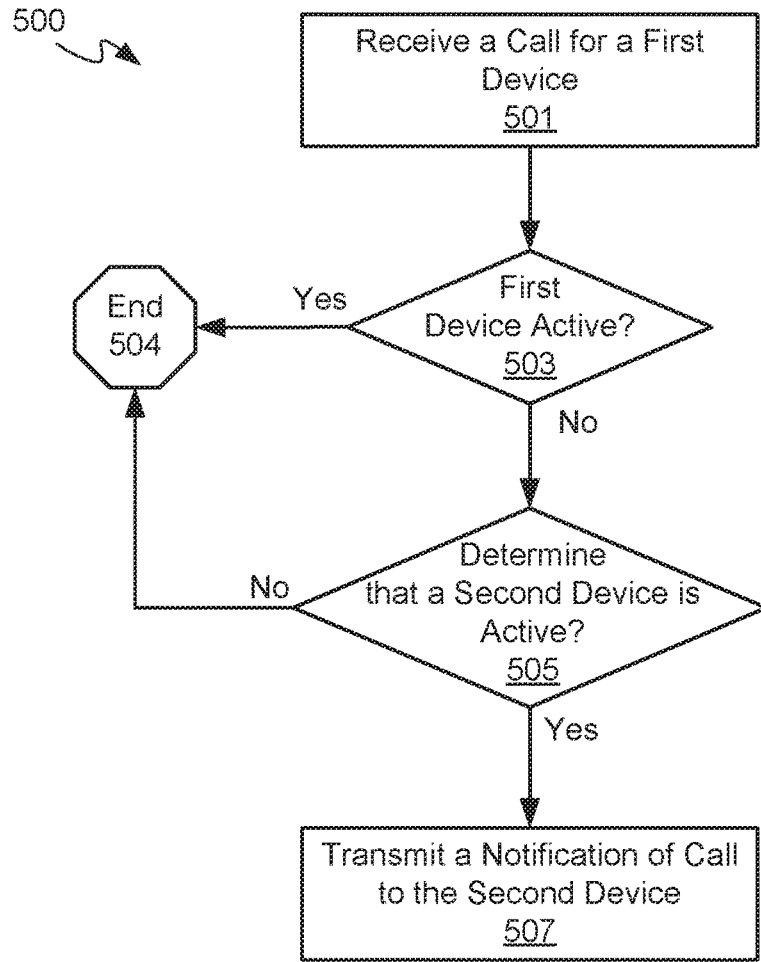 500
Receive a Call for a First
Device
501
First
Device Active?
503
Yes
End
504
No
Determine
that a Second Device is
Active?
505
No
Yes
Transmit a Notification of Call
to the Second Device
507